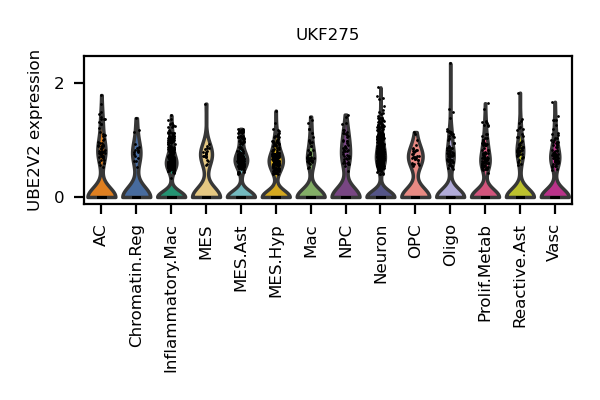 UKF275
UBE2V2 expression
2
0
AC
Chromatin.Reg
Inflammatory.Mac
MES
MES.Ast
MES.Hyp
Mac
NPC
Neuron
OPC
Oligo
Prolif.Metab
Reactive.Ast
Vasc